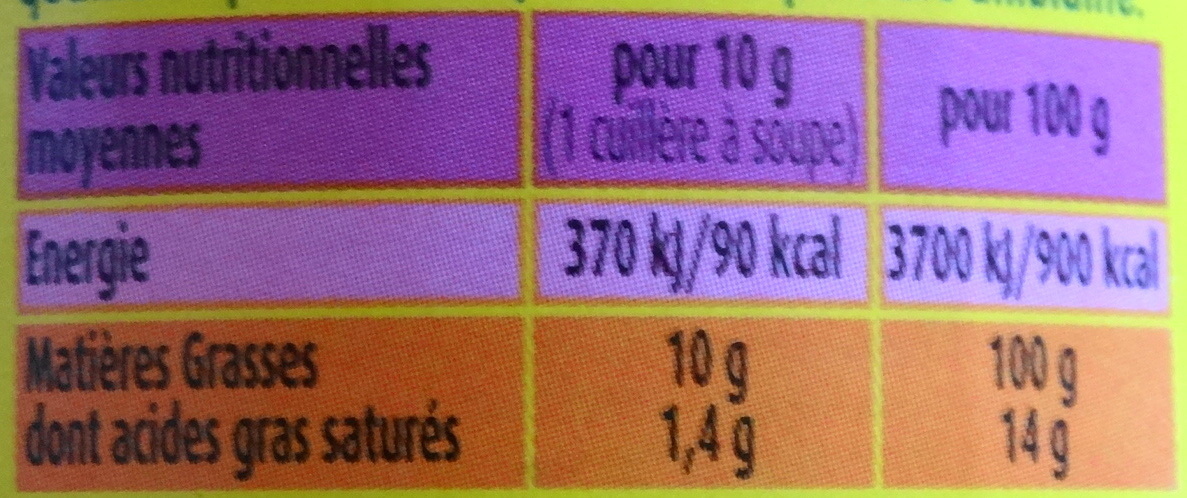 Valeurs nutritionnelles moyennes | pour 10 g (1 cuillère à soupe) | pour 100 g
Energie | 370 kJ/90 kcal | 3700 kJ/900 kcal
Matières Grasses | 10 g | 100 g
dont acides gras saturés | 1,4 g | 14 g